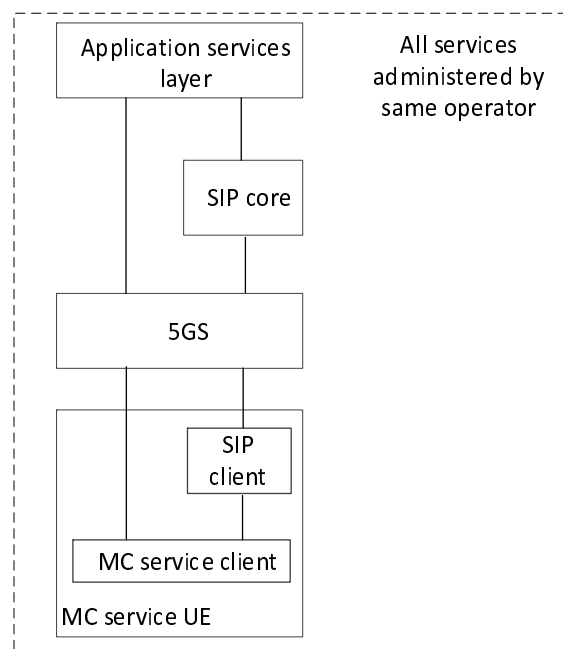 Application services
layer
All services
administered by
same operator
SIP core
5GS
SIP
client
MC service client
MC service UE